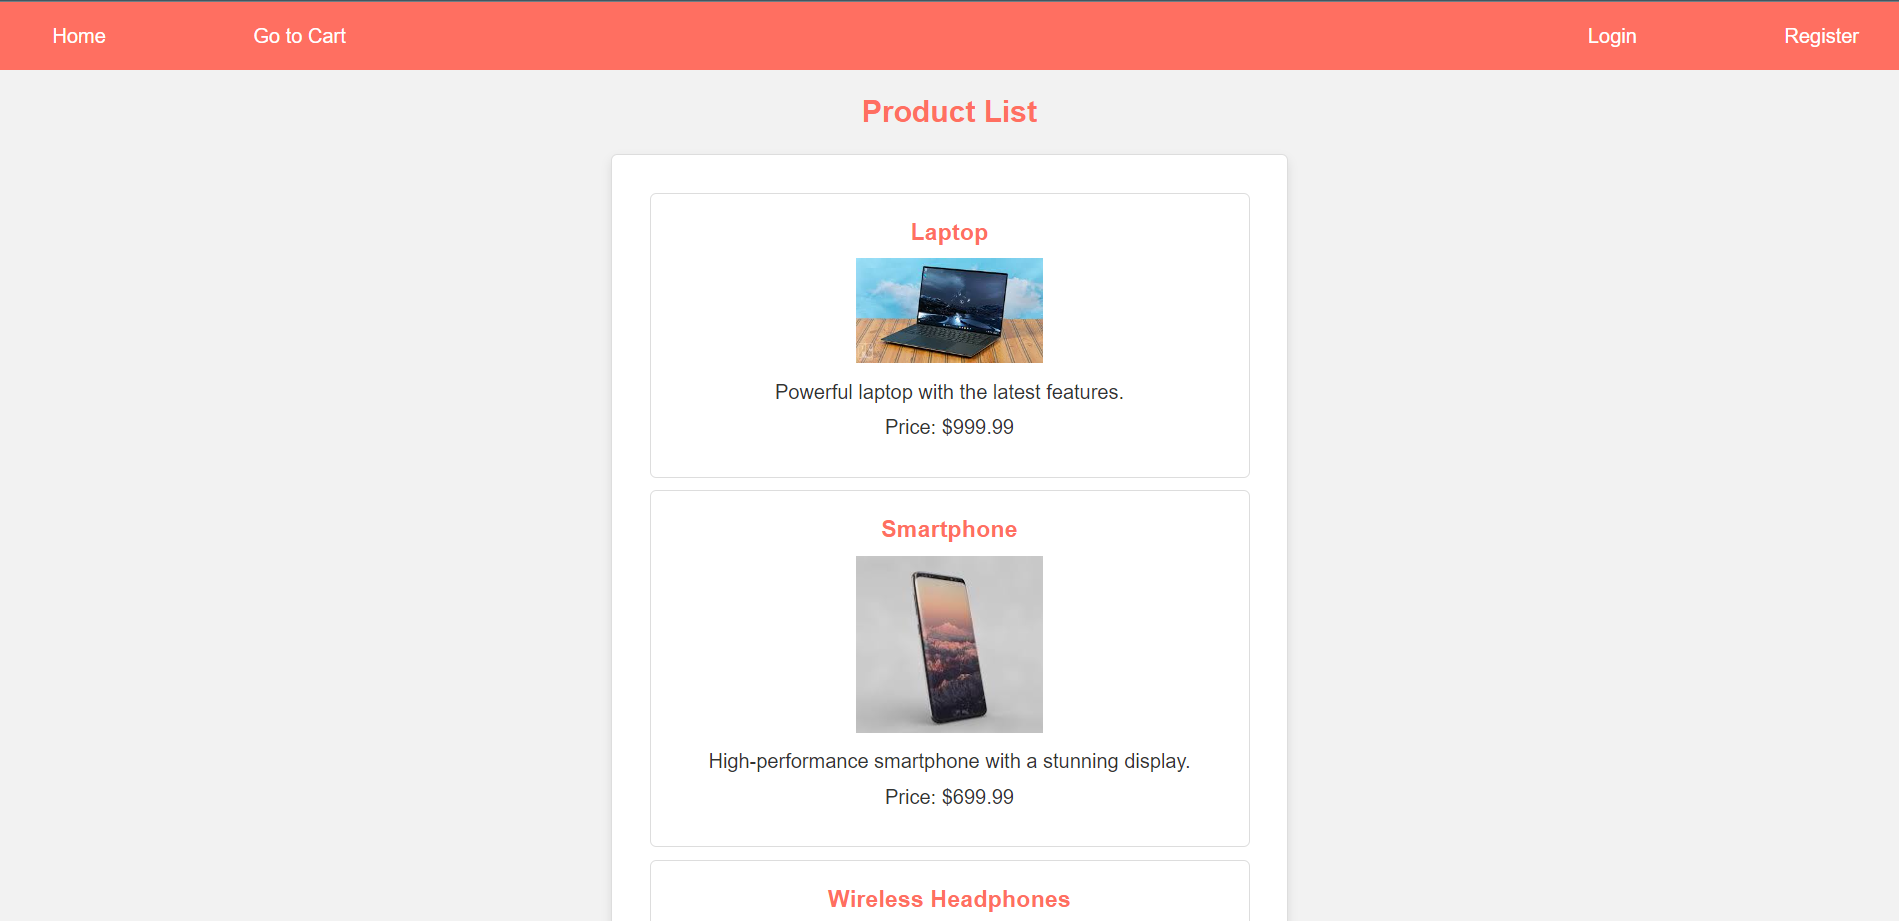 Home Go to Cart Login Register
Product List
Laptop
Powerful laptop with the latest features.
Price: $999.99
Smartphone
High-performance smartphone with a stunning display.
Price: $699.99
Wireless Headphones